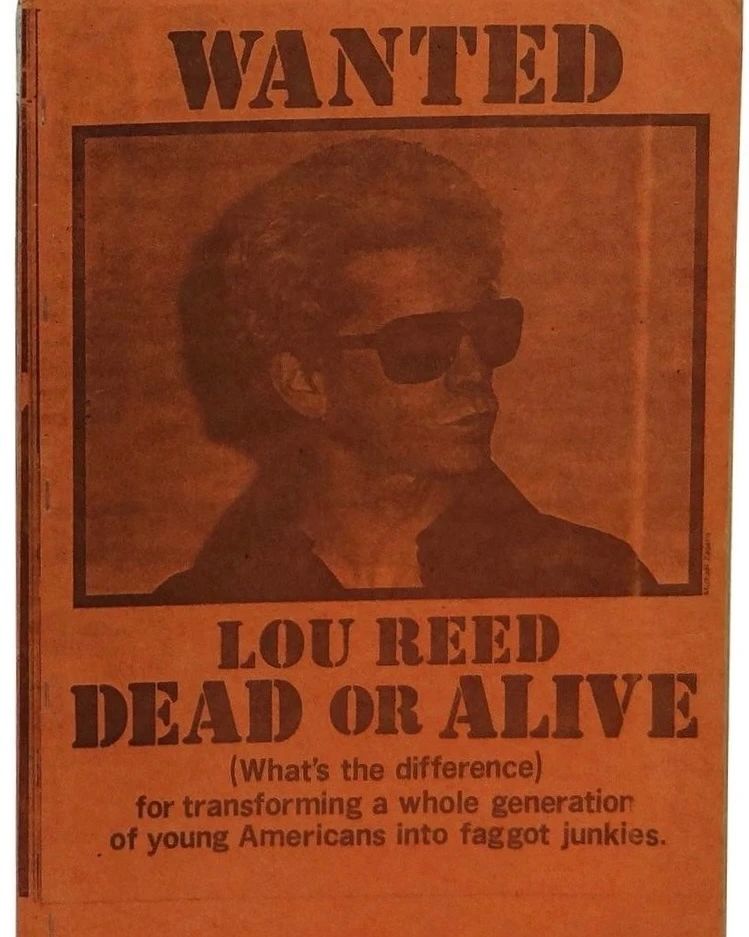 WANTED
LOU REED
DEAD OR ALIVE
(What's the difference)
for transforming a whole generation
of young Americans into faggot junkies.